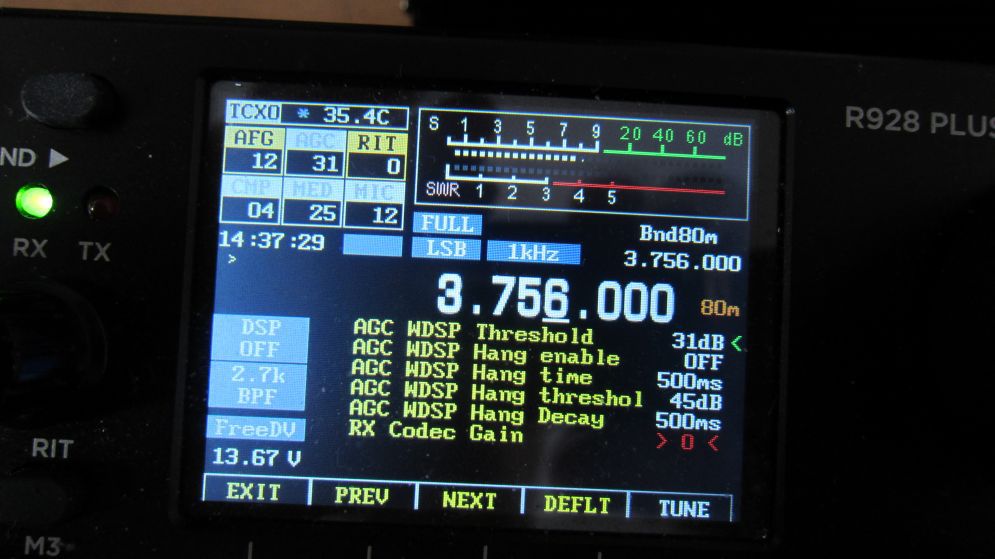 TCXO * 35.4C
AFG AGC RIT
12 31 0
CMP MED MIC
04 25 12
S 1 3 5 7 9 20 40 60 dB
SWR 1 2 3 4 5
R928 PLUS
ND ▶
RX TX
14:37:29
>
FULL
LSB 1kHz
Bnd80m
3.756.000
3.756.000 80m
DSP
OFF
2.7k
BPF
FreeDV
13.67 V
AGC WDSP Threshold 31dB <
AGC WDSP Hang enable OFF
AGC WDSP Hang time 500ms
AGC WDSP Hang threshol 45dB
AGC WDSP Hang Decay 500ms
RX Codec Gain > 0 <
RIT
EXIT PREV NEXT DEFLT TUNE
M3